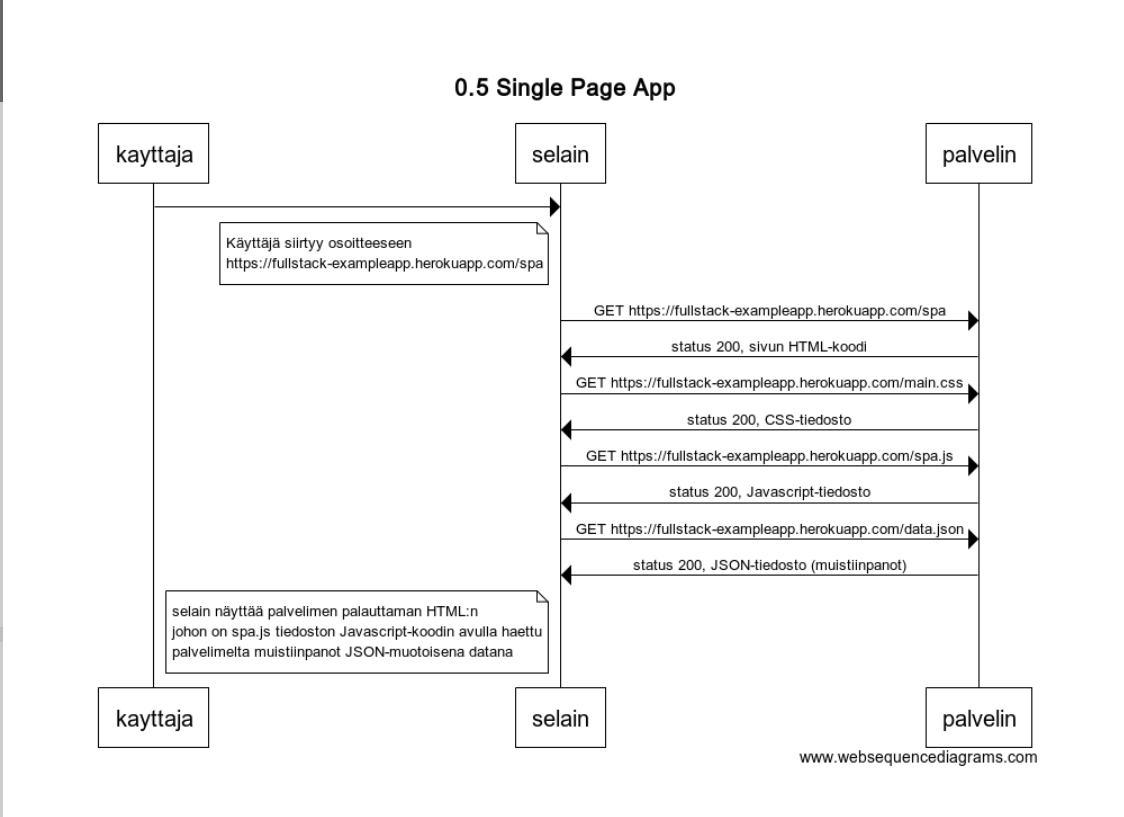 0.5 Single Page App
kayttaja
selain
palvelin
Käyttäjä siirtyy osoitteeseen
https://fullstack-exampleapp.herokuapp.com/spa
GET https://fullstack-exampleapp.herokuapp.com/spa
status 200, sivun HTML-koodi
GET https://fullstack-exampleapp.herokuapp.com/main.css
status 200, CSS-tiedosto
GET https://fullstack-exampleapp.herokuapp.com/spa.js
status 200, Javascript-tiedosto
GET https://fullstack-exampleapp.herokuapp.com/data.json
status 200, JSON-tiedosto (muistiinpanot)
selain näyttää palvelimen palauttaman HTML:n
johon on spa.js tiedoston Javascript-koodin avulla haettu
palvelimelta muistiinpanot JSON-muotoisena datana
kayttaja
selain
palvelin
www.websequencediagrams.com